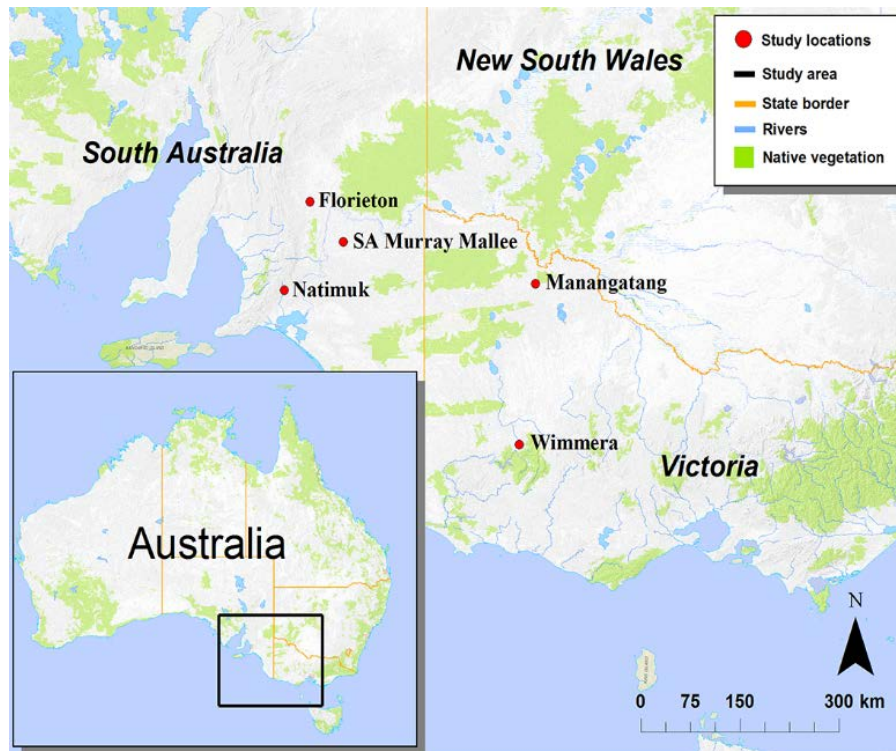 New South Wales
South Australia
Florieton
SA Murray Mallee
Natimuk
Manangatang
Wimmera
Victoria
Study locations
Study area
State border
Rivers
Native vegetation
Australia
N
0 75 150 300 km